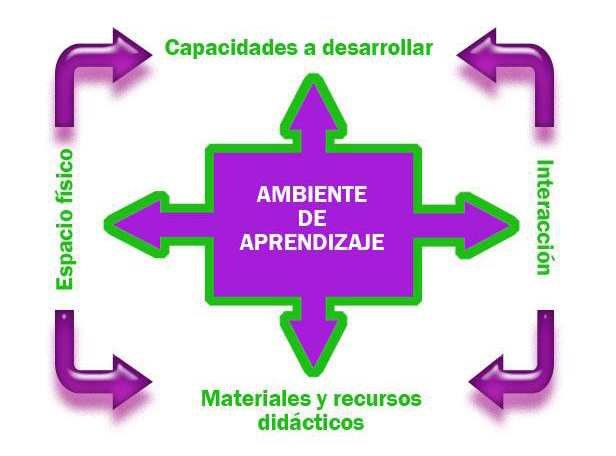 Capacidades a desarrollar
Espacio físico
AMBIENTE
DE
APRENDIZAJE
Interacción
Materiales y recursos
didácticos